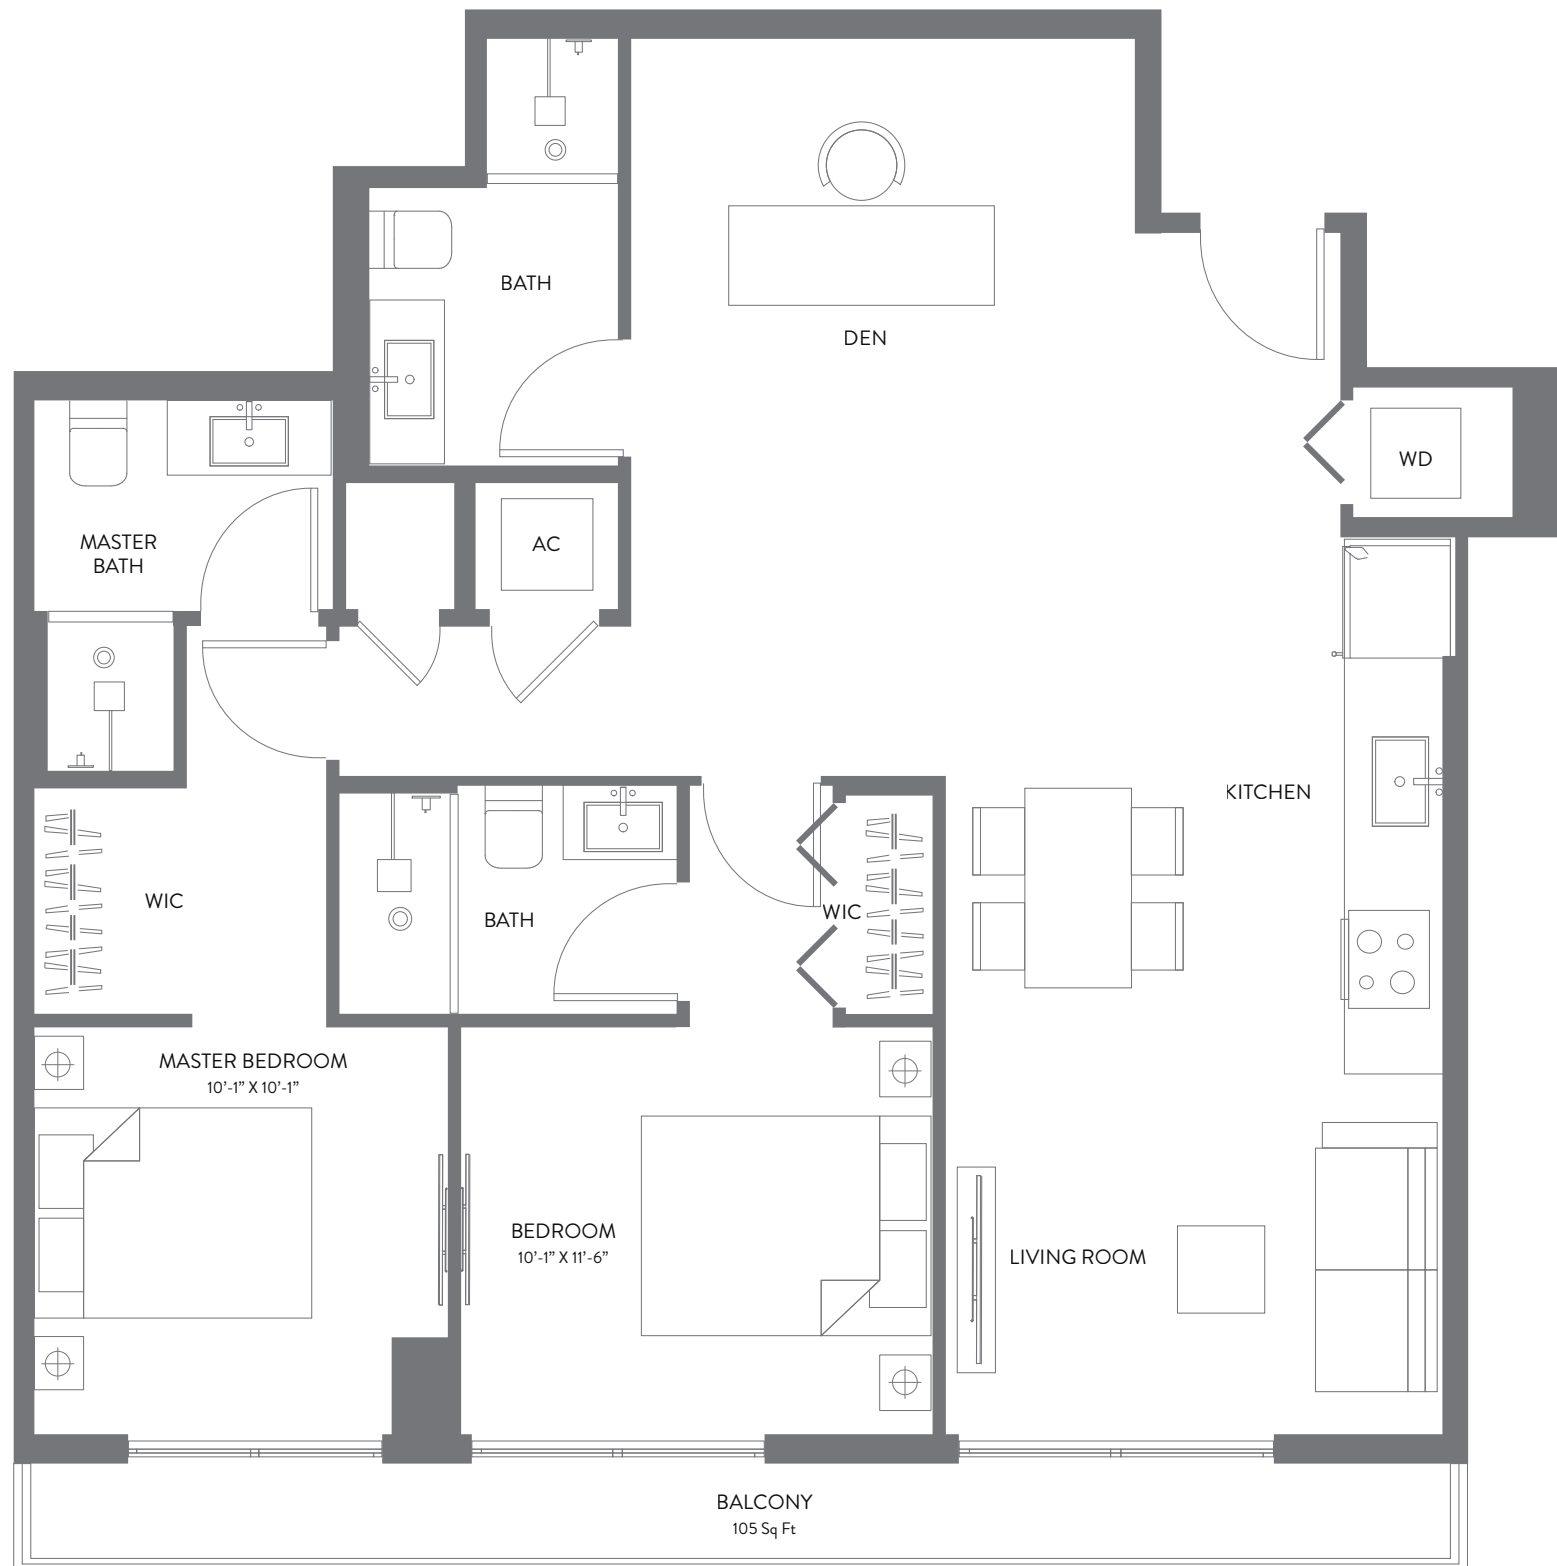 BATH
DEN
WD
AC
MASTER
BATH
KITCHEN
WIC
BATH
WIC
MASTER BEDROOM
10’-1” X 10’-1”
BEDROOM
10’-1” X 11’-6”
LIVING ROOM
BALCONY
105 Sq Ft